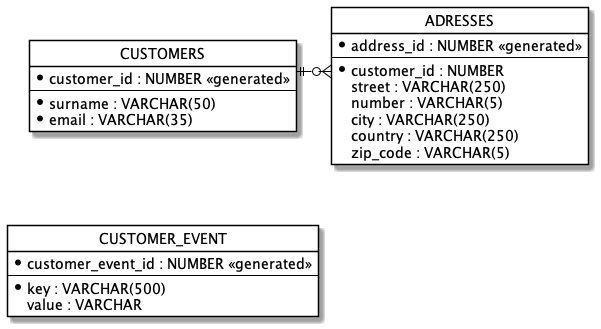 CUSTOMERS
customer_id : NUMBER «generated»
surname : VARCHAR(50)
email : VARCHAR(35)
ADRESSES
address_id : NUMBER «generated»
customer_id : NUMBER
street : VARCHAR(250)
number : VARCHAR(5)
city : VARCHAR(250)
country : VARCHAR(250)
zip_code : VARCHAR(5)
CUSTOMER_EVENT
customer_event_id : NUMBER «generated»
key : VARCHAR(500)
value : VARCHAR